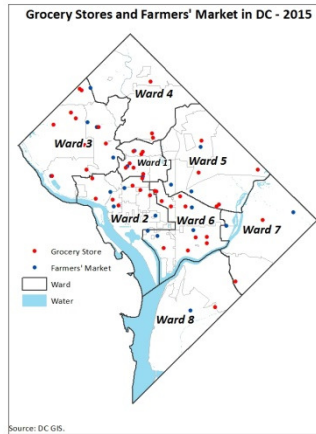 Grocery Stores and Farmers' Market in DC - 2015
Ward 4
Ward 3
Ward 1
Ward 5
Ward 2
Ward 6
Ward 7
Ward 8
Grocery Store
Farmers' Market
Ward
Water
Source: DC GIS.